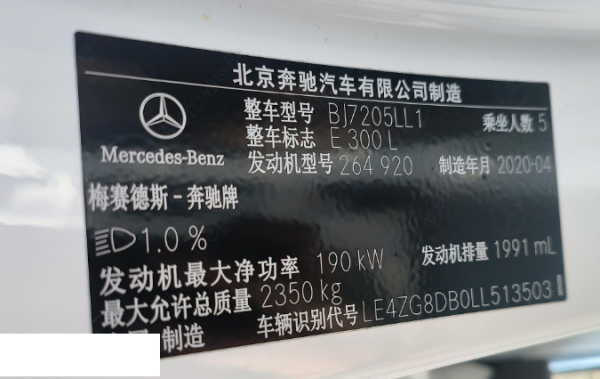 北京奔驰汽车有限公司制造
整车型号 BJ7205LL1 乘坐人数 5
整车标志 E 300 L
发动机型号 264 920 制造年月 2020-04
Mercedes-Benz
梅赛德斯-奔驰牌
1.0 %
发动机最大净功率 190 kW 发动机排量 1991 mL
最大允许总质量 2350 kg
制造 车辆识别代号 LE4ZG8DB0LL513503